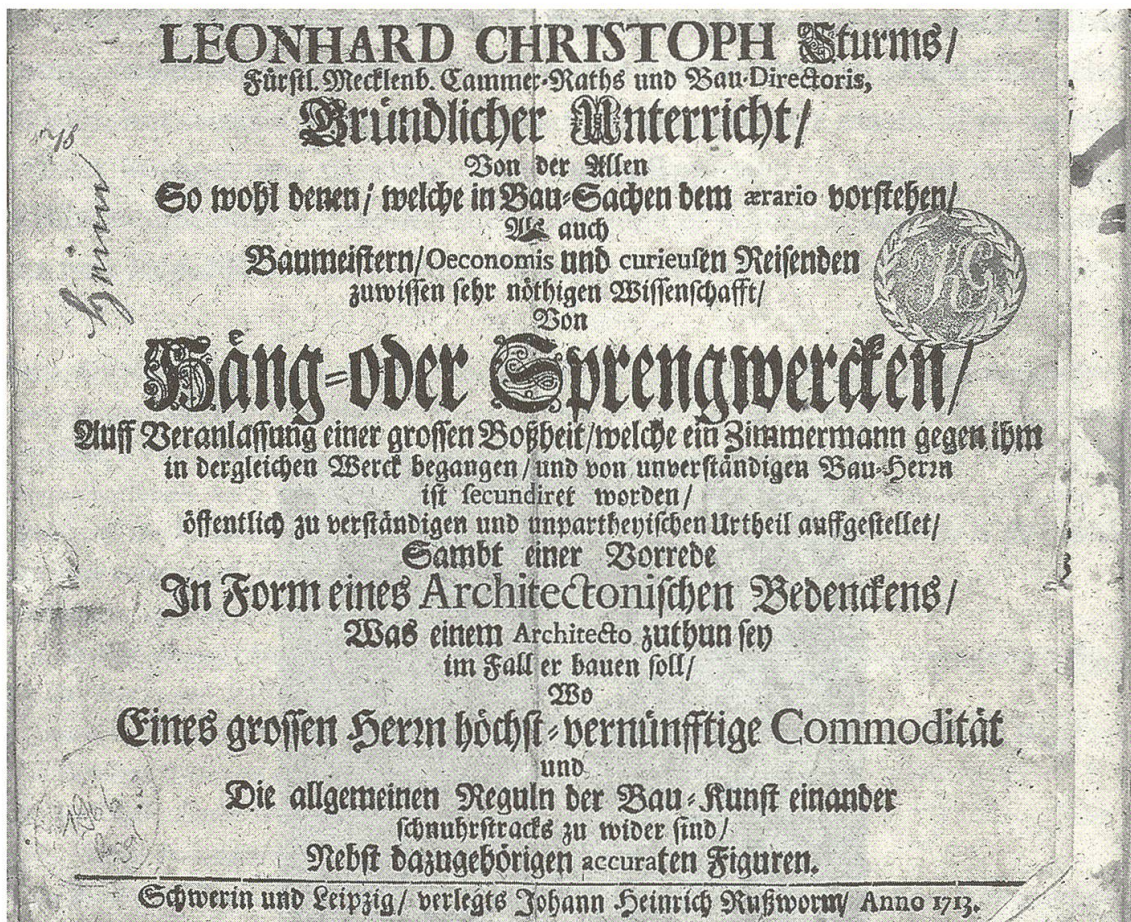 LEONHARD CHRISTOPH Sturms/
Fürstl. Mecklenb. Cammer-Raths und Bau-Directoris,
Gründlicher Unterricht/
Von der Allen
So wohl denen/ welche in Bau-Sachen dem ærario vorstehen/
Als auch
Baumeistern/ Oeconomis und curieusen Reisenden
zuwissen sehr nöthigen Wissenschafft/
Von
Häng-oder Sprengwercken/
Auff Veranlassung einer grossen Boßheit/ welche ein Zimmermann gegen ihm
in dergleichen Werck begangen/ und von unverständigen Bau-Herrn
ist secundiret worden/
öffentlich zu verständigen und unpartheyischen Urtheil auffgestellet/
Sambt einer Vorrede
In Form eines Architectonischen Bedenckens/
Was einem Architecto zuthun sey
im Fall er bauen soll/
Wo
Eines grossen Herrn höchst-vernünfftige Commodität
und
Die allgemeinen Reguln der Bau-Kunst einander
schnuhrstracks zu wider sind/
Nebst dazugehörigen accuraten Figuren.
Schwerin und Leipzig/ verlegts Johann Heinrich Rußworm/ Anno 1713.